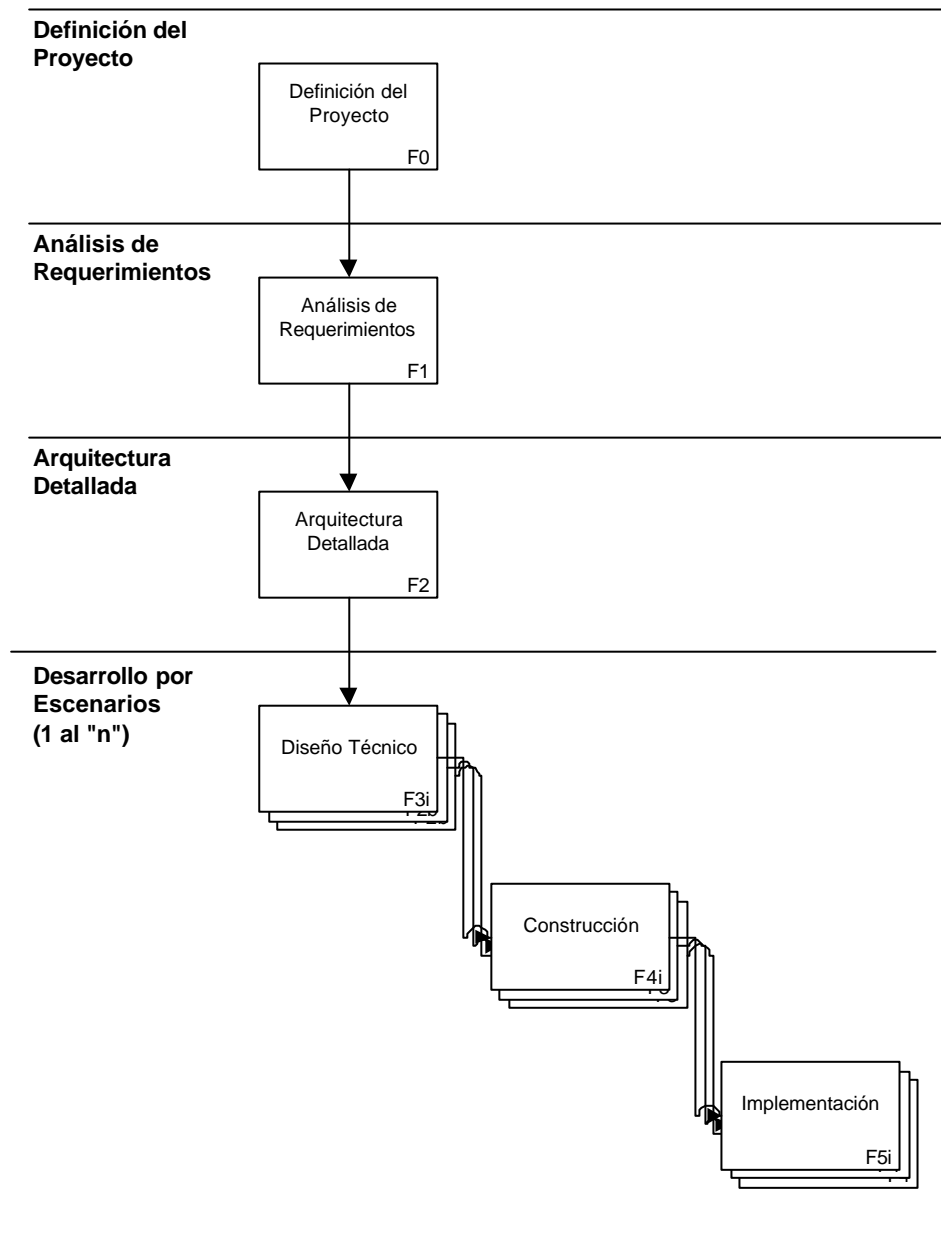 Definición del
Proyecto
Definición del
Proyecto
F0
Análisis de
Requerimientos
Análisis de
Requerimientos
F1
Arquitectura
Detallada
Arquitectura
Detallada
F2
Desarrollo por
Escenarios
(1 al "n")
Diseño Técnico
F3i
Construcción
F4i
Implementación
F5i